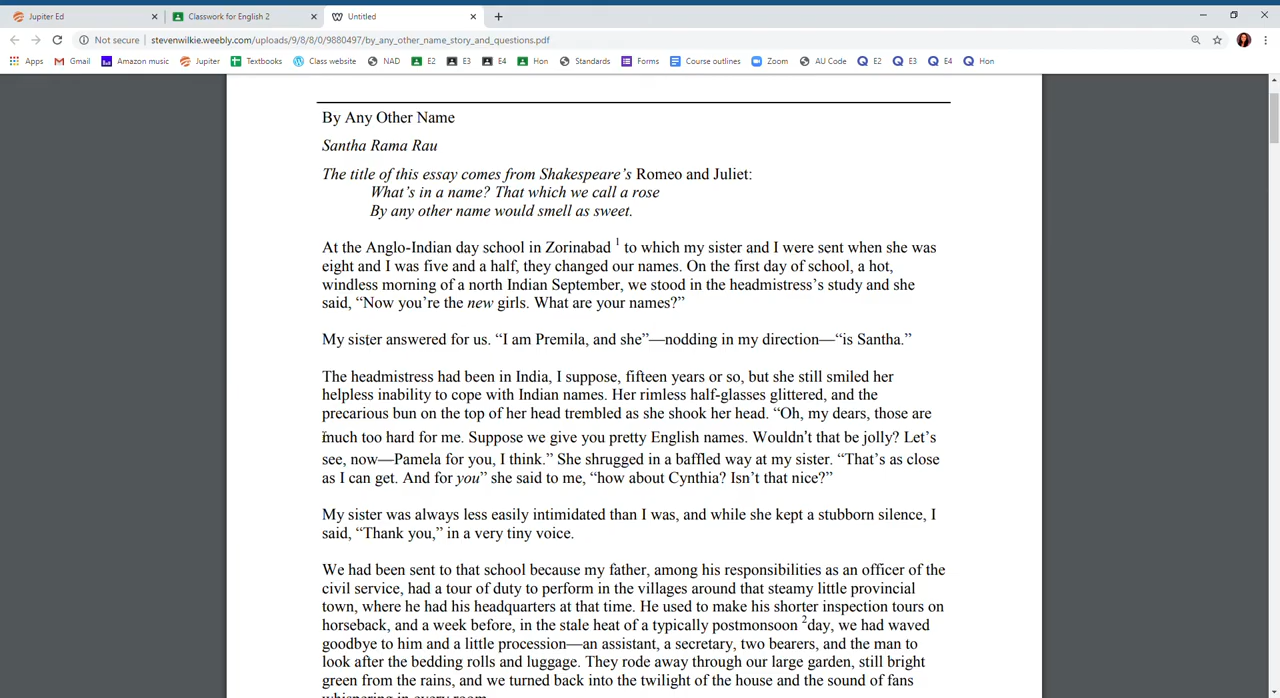 Jupiter Ed
Classwork for English 2
Untitled
Not secure | stevenwilkie.weebly.com/uploads/9/8/8/0/9880497/by_any_other_name_story_and_questions.pdf
Apps Gmail Amazon music Jupiter Textbooks Class website NAD E2 E3 E4 Hon Standards Forms Course outlines Zoom AU Code E2 E3 E4 Hon
By Any Other Name
Santha Rama Rau
The title of this essay comes from Shakespeare's Romeo and Juliet:
What's in a name? That which we call a rose
By any other name would smell as sweet.
At the Anglo-Indian day school in Zorinabad 1 to which my sister and I were sent when she was
eight and I was five and a half, they changed our names. On the first day of school, a hot,
windless morning of a north Indian September, we stood in the headmistress's study and she
said, “Now you're the new girls. What are your names?”
My sister answered for us. “I am Premila, and she”—nodding in my direction—“is Santha.”
The headmistress had been in India, I suppose, fifteen years or so, but she still smiled her
helpless inability to cope with Indian names. Her rimless half-glasses glittered, and the
precarious bun on the top of her head trembled as she shook her head. “Oh, my dears, those are
much too hard for me. Suppose we give you pretty English names. Wouldn't that be jolly? Let's
see, now—Pamela for you, I think.” She shrugged in a baffled way at my sister. “That's as close
as I can get. And for you” she said to me, “how about Cynthia? Isn't that nice?”
My sister was always less easily intimidated than I was, and while she kept a stubborn silence, I
said, “Thank you,” in a very tiny voice.
We had been sent to that school because my father, among his responsibilities as an officer of the
civil service, had a tour of duty to perform in the villages around that steamy little provincial
town, where he had his headquarters at that time. He used to make his shorter inspection tours on
horseback, and a week before, in the stale heat of a typically postmonsoon 2day, we had waved
goodbye to him and a little procession—an assistant, a secretary, two bearers, and the man to
look after the bedding rolls and luggage. They rode away through our large garden, still bright
green from the rains, and we turned back into the twilight of the house and the sound of fans
whispering in every room.